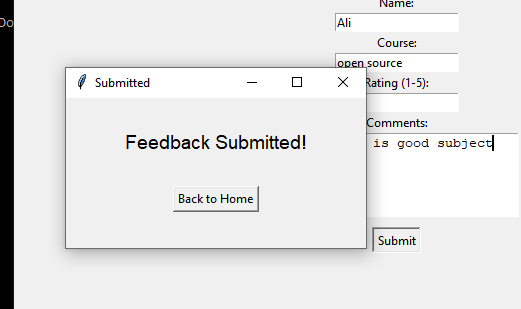 Do
Name:
Ali
Course:
open source
Submitted
Rating (1-5):
Comments:
is good subject
Feedback Submitted!
Back to Home
Submit